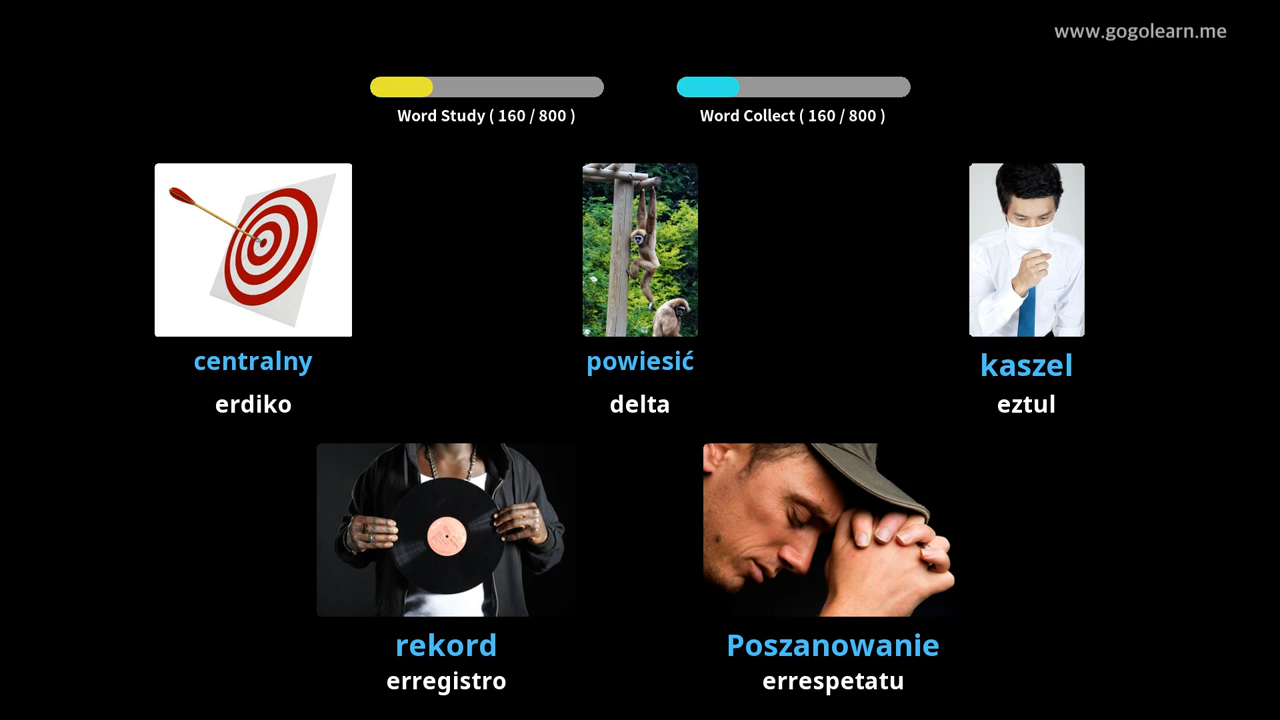 www.gogolearn.me
Word Study ( 160 / 800 )
Word Collect ( 160 / 800 )
centralny
erdiko
powiesić
delta
kaszel
eztul
rekord
erregistro
Poszanowanie
errespetatu